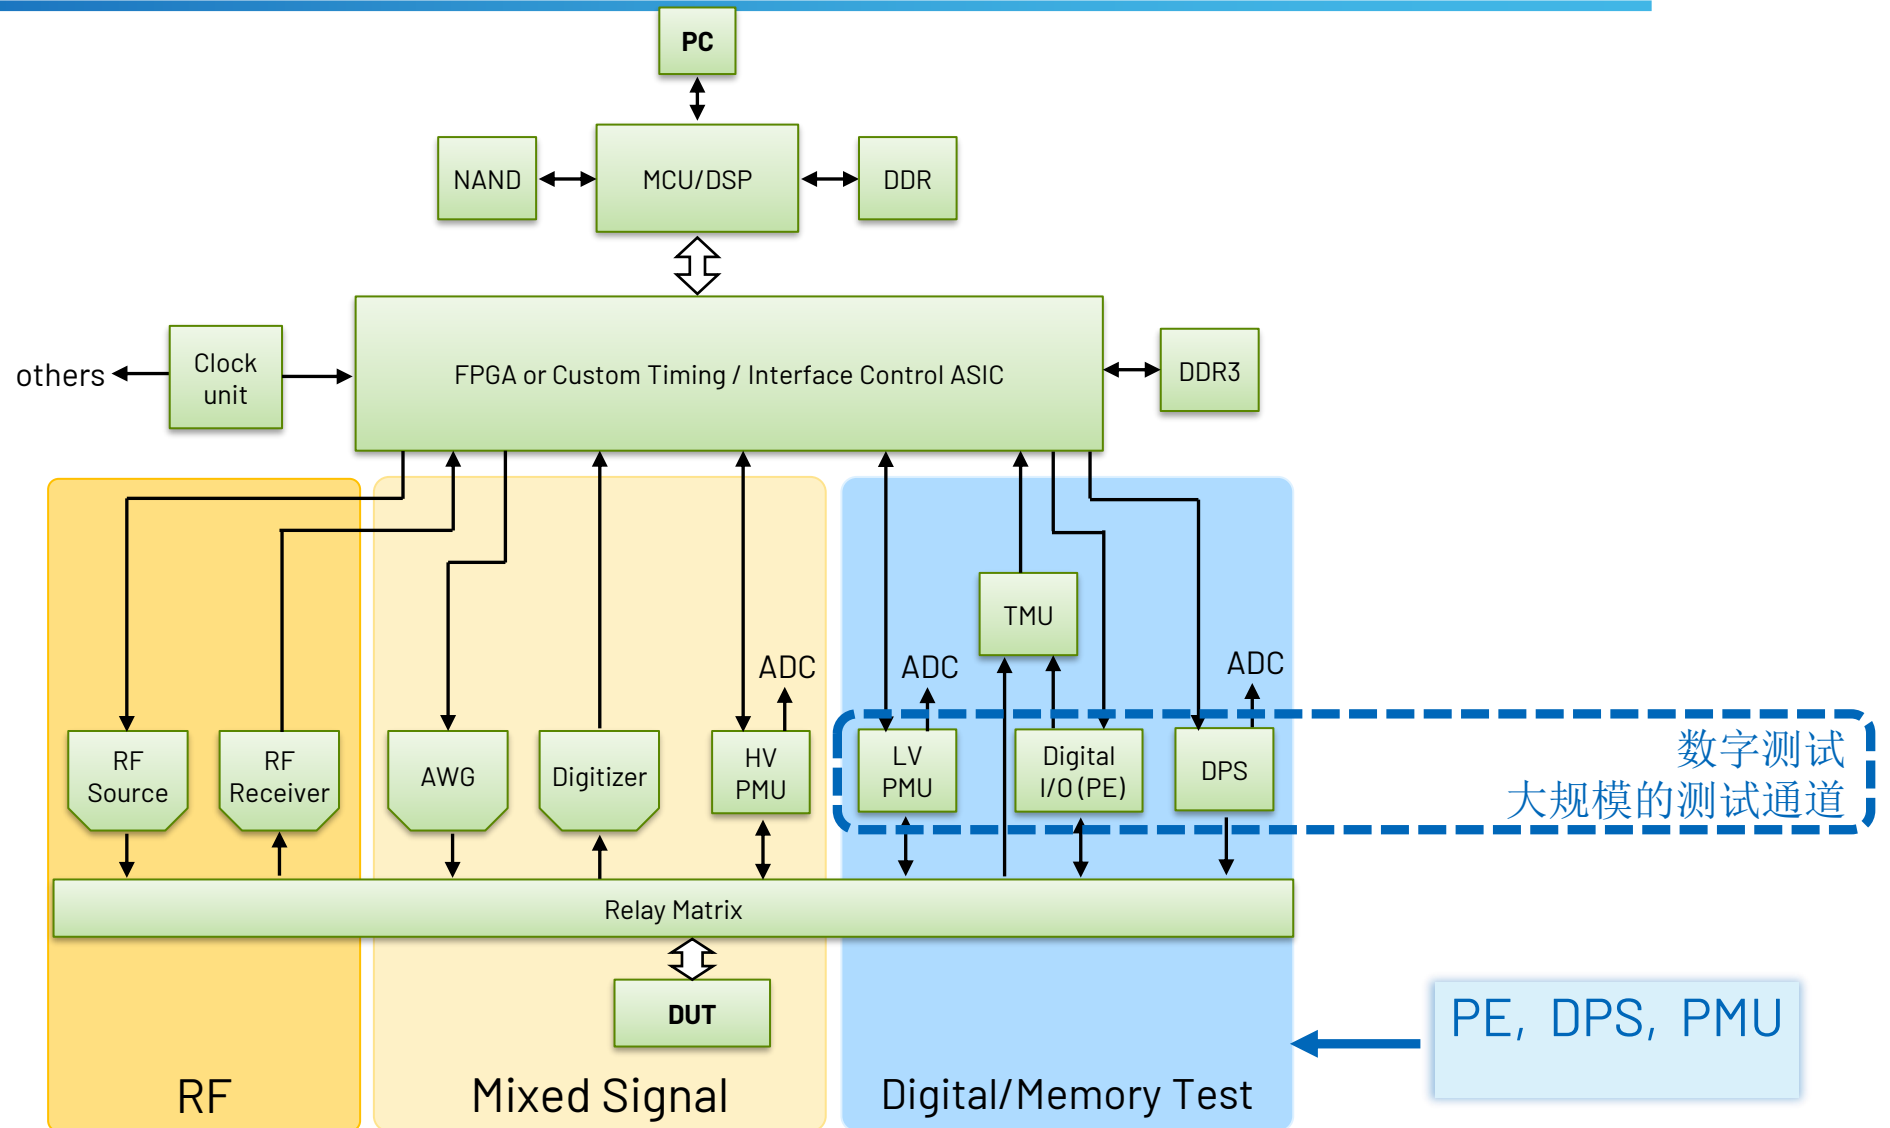 PC
NAND
MCU/DSP
DDR
others
Clock
unit
FPGA or Custom Timing / Interface Control ASIC
DDR3
TMU
ADC
ADC
ADC
RF
Source
RF
Receiver
AWG
Digitizer
HV
PMU
LV
PMU
Digital
I/O (PE)
DPS
数字测试
大规模的测试通道
Relay Matrix
DUT
PE, DPS, PMU
RF
Mixed Signal
Digital/Memory Test